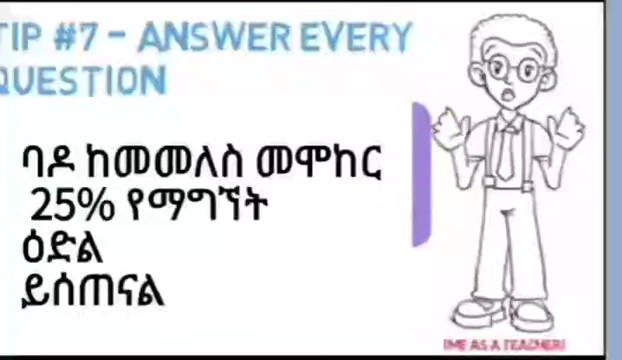 TIP #7 - ANSWER EVERY
QUESTION
ባዶ ከመመለስ መሞከር
25% የማግኘት
ዕድል
ይሰጠናል
(ME AS A TEACHER)